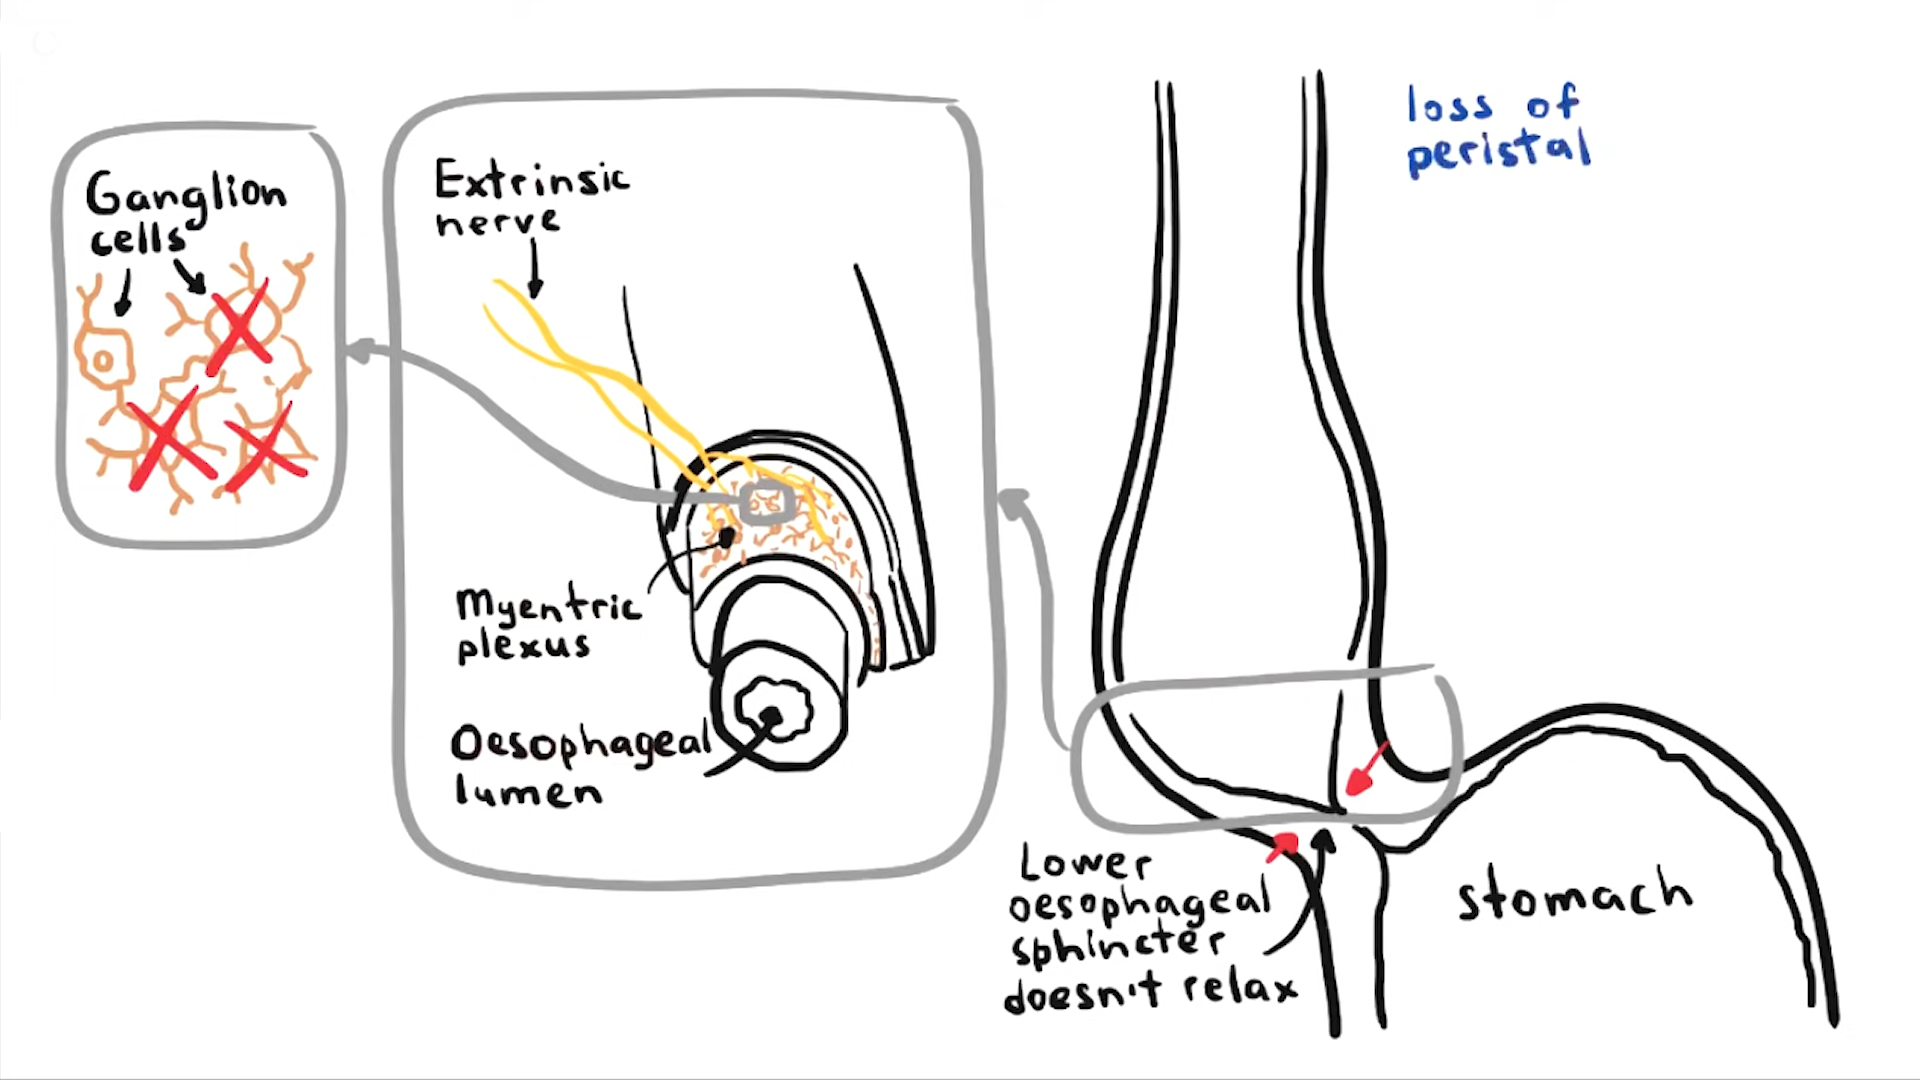 Ganglion
cells
Extrinsic
nerve
Myentric
plexus
Oesophageal
lumen
loss of
peristal
Lower
oesophageal
sphincter
doesn't relax
stomach